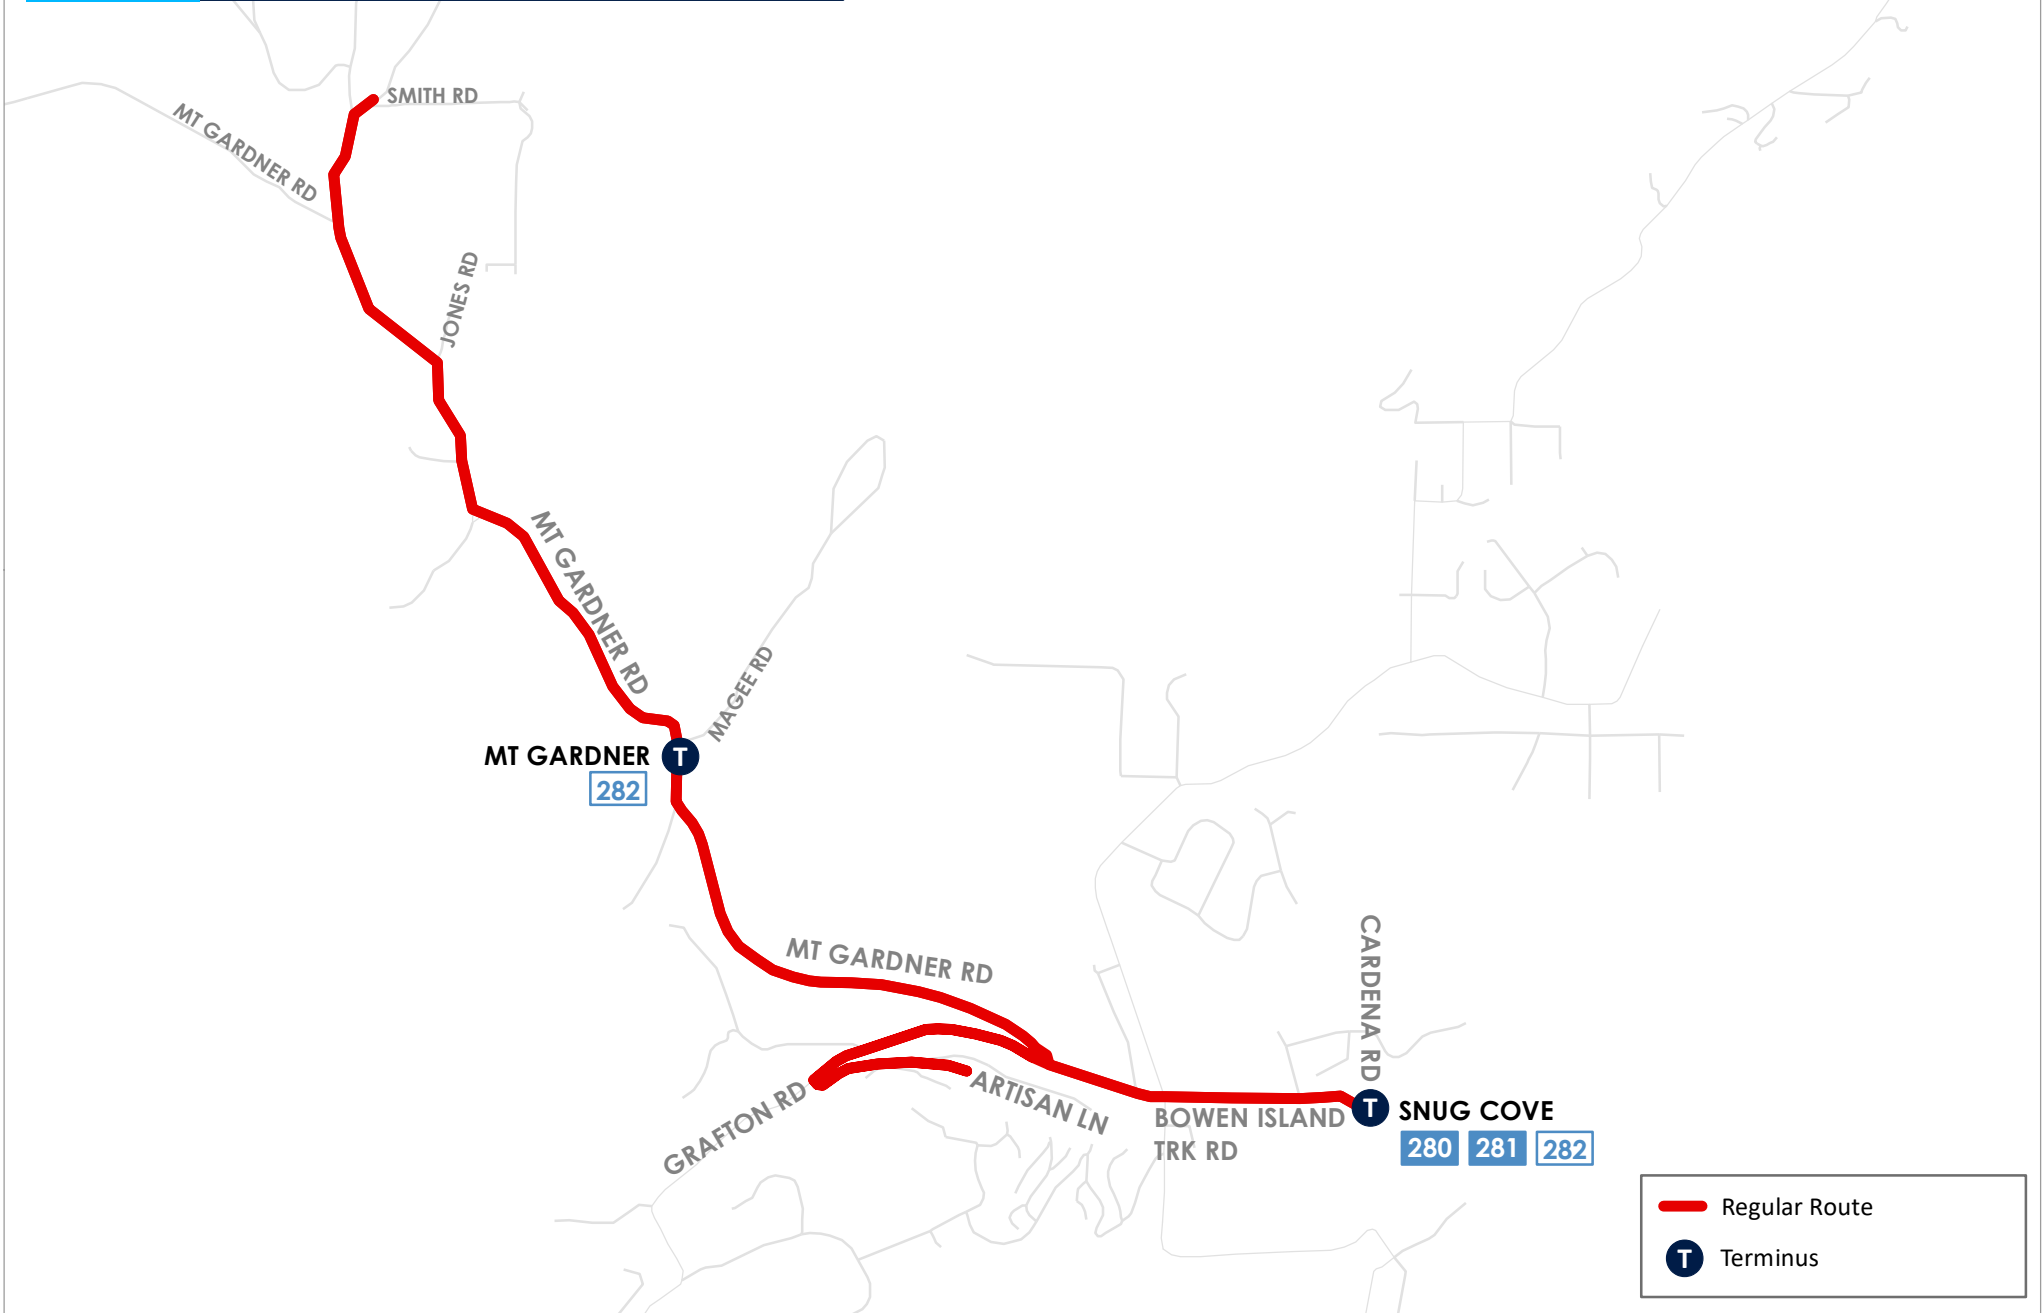 SMITH RD
MT GARDNER RD
JONES RD
MT GARDNER RD
MAGEE RD
MT GARDNER
T
282
MT GARDNER RD
CARDENA RD
GRAFTON RD
ARTISAN LN
BOWEN ISLAND
TRK RD
T
SNUG COVE
280 281 282
Regular Route
T Terminus